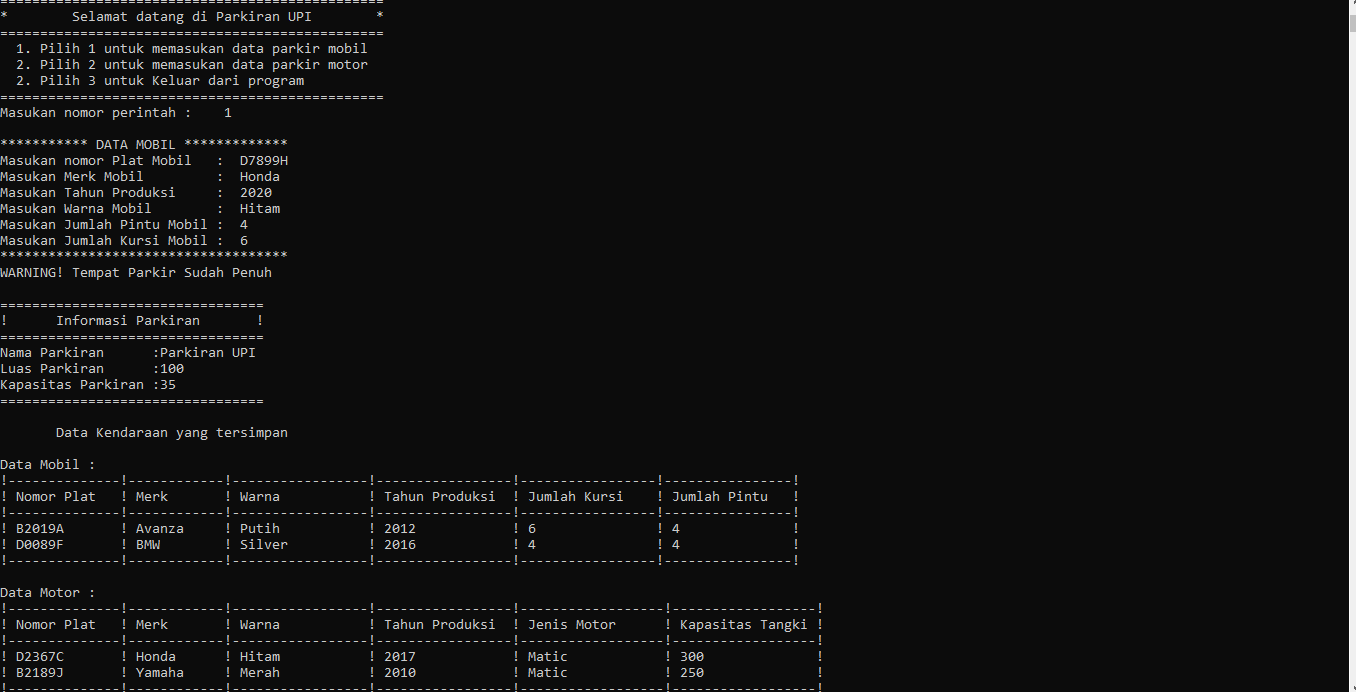 ================================================
*        Selamat datang di Parkiran UPI        *
================================================
  1. Pilih 1 untuk memasukan data parkir mobil
  2. Pilih 2 untuk memasukan data parkir motor
  2. Pilih 3 untuk Keluar dari program
================================================
Masukan nomor perintah :    1
*********** DATA MOBIL *************
Masukan nomor Plat Mobil   :  D7899H
Masukan Merk Mobil         :  Honda
Masukan Tahun Produksi     :  2020
Masukan Warna Mobil        :  Hitam
Masukan Jumlah Pintu Mobil :  4
Masukan Jumlah Kursi Mobil :  6
************************************
WARNING! Tempat Parkir Sudah Penuh
=================================
!      Informasi Parkiran       !
=================================
Nama Parkiran      :Parkiran UPI
Luas Parkiran      :100
Kapasitas Parkiran :35
=================================
       Data Kendaraan yang tersimpan
Data Mobil :
!--------------!------------!-----------------!-----------------!-----------------!----------------!
! Nomor Plat   ! Merk       ! Warna           ! Tahun Produksi  ! Jumlah Kursi    ! Jumlah Pintu   !
!--------------!------------!-----------------!-----------------!-----------------!----------------!
! B2019A       ! Avanza     ! Putih           ! 2012            ! 6               ! 4              !
! D0089F       ! BMW        ! Silver          ! 2016            ! 4               ! 4              !
!--------------!------------!-----------------!-----------------!-----------------!----------------!
Data Motor :
!--------------!------------!-----------------!-----------------!------------------!------------------!
! Nomor Plat   ! Merk       ! Warna           ! Tahun Produksi  ! Jenis Motor      ! Kapasitas Tangki !
!--------------!------------!-----------------!-----------------!------------------!------------------!
! D2367C       ! Honda      ! Hitam           ! 2017            ! Matic            ! 300              !
! B2189J       ! Yamaha     ! Merah           ! 2010            ! Matic            ! 250              !
!--------------!------------!-----------------!-----------------!------------------!------------------!